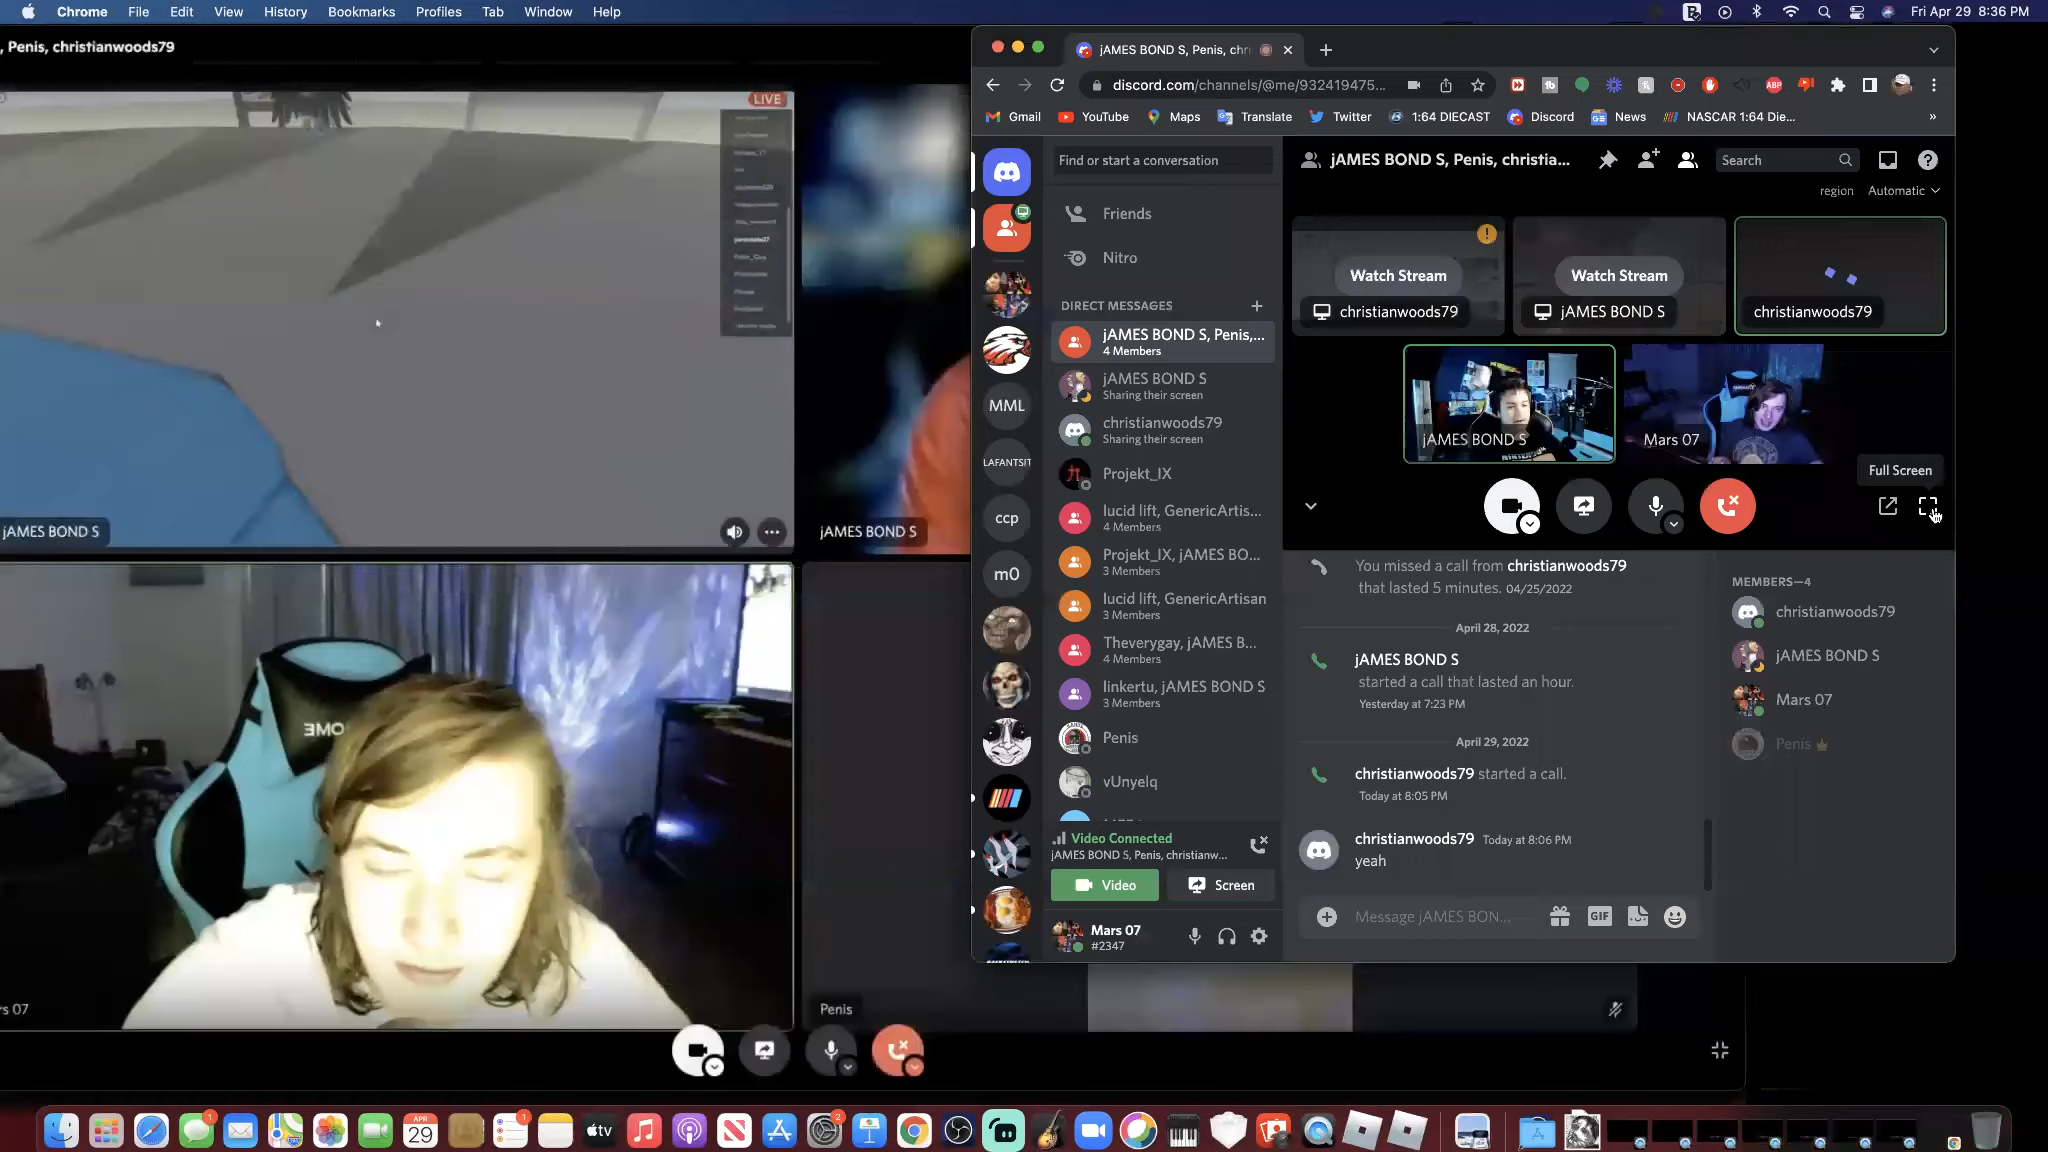 Chrome File Edit View History Bookmarks Profiles Tab Window Help
Fri Apr 29 8:36 PM
, Penis, christianwoods79
LIVE
jAMES BOND S
jAMES BOND S
s 07
Penis
OME
jAMES BOND S, Penis, chri
discord.com/channels/@me/932419475...
Gmail YouTube Maps Translate Twitter 1:64 DIECAST Discord News NASCAR 1:64 Die... »
Find or start a conversation
Friends
Nitro
DIRECT MESSAGES
jAMES BOND S, Penis,...
4 Members
jAMES BOND S
Sharing their screen
christianwoods79
Sharing their screen
Projekt_IX
lucid lift, GenericArtis...
4 Members
Projekt_IX, jAMES BO...
3 Members
lucid lift, GenericArtisan
3 Members
Theverygay, jAMES B...
4 Members
linkertu, jAMES BOND S
3 Members
Penis
vUnyelq
MML
LAFANTSIT
ccp
m0
Video Connected
jAMES BOND S, Penis, christianw...
Video
Screen
Mars 07
#2347
jAMES BOND S, Penis, christia...
Search
region Automatic
Watch Stream
christianwoods79
Watch Stream
jAMES BOND S
christianwoods79
jAMES BOND S
Mars 07
Full Screen
You missed a call from christianwoods79
that lasted 5 minutes. 04/25/2022
April 28, 2022
jAMES BOND S
started a call that lasted an hour.
Yesterday at 7:23 PM
April 29, 2022
christianwoods79 started a call.
Today at 8:05 PM
christianwoods79 Today at 8:06 PM
yeah
Message jAMES BON...
GIF
MEMBERS—4
christianwoods79
jAMES BOND S
Mars 07
Penis
1
APR
29
1
tv
2